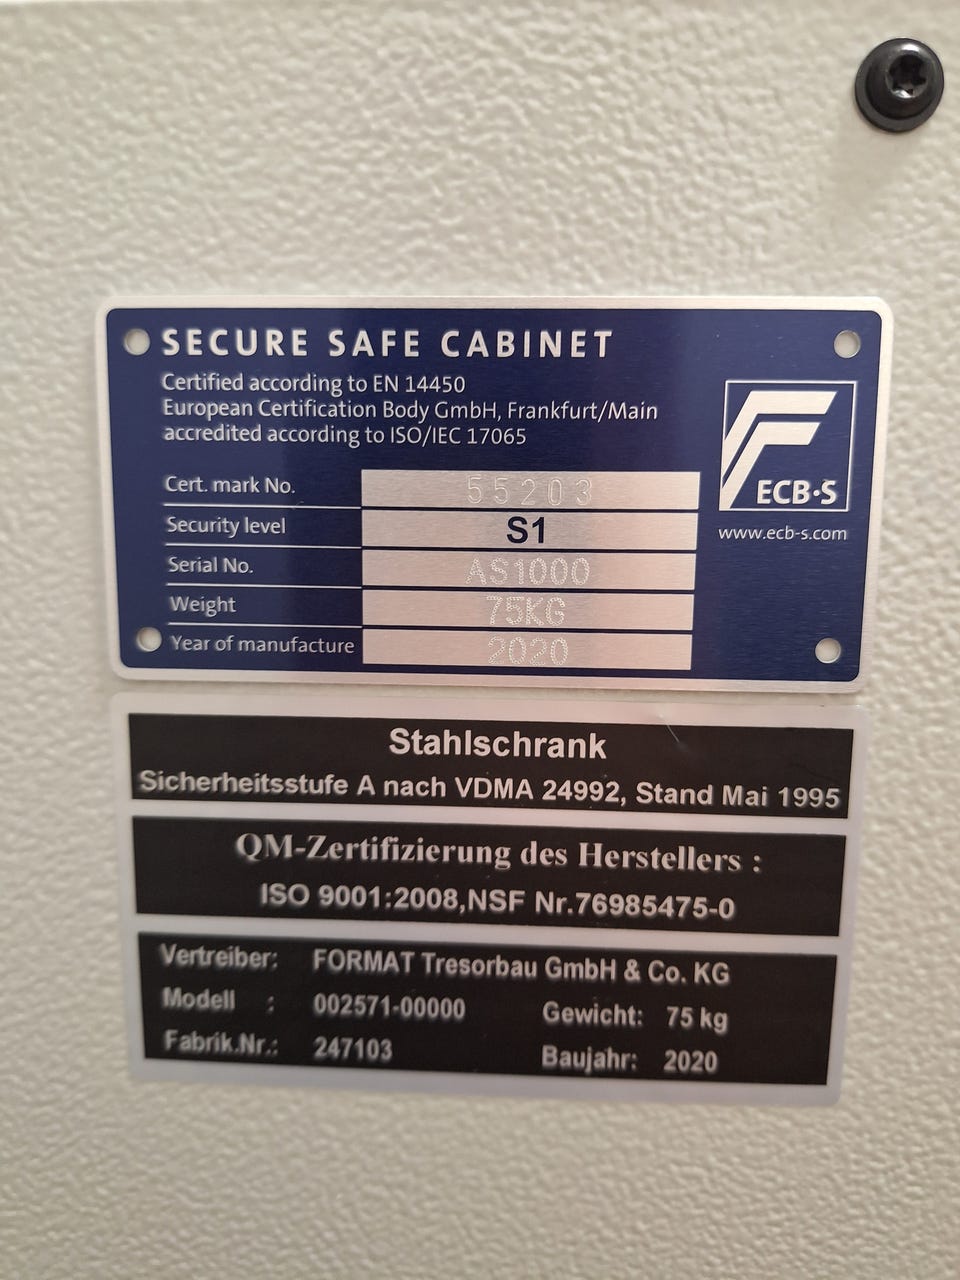 SECURE SAFE CABINET
Certified according to EN 14450
European Certification Body GmbH, Frankfurt/Main
accredited according to ISO/IEC 17065
ECB·S
www.ecb-s.com
Cert. mark No. 55203
Security level S1
Serial No. AS1000
Weight 75KG
Year of manufacture 2020
Stahlschrank
Sicherheitsstufe A nach VDMA 24992, Stand Mai 1995
QM-Zertifizierung des Herstellers :
ISO 9001:2008,NSF Nr.76985475-0
Vertreiber: FORMAT Tresorbau GmbH & Co. KG
Modell : 002571-00000 Gewicht: 75 kg
Fabrik.Nr.: 247103 Baujahr: 2020